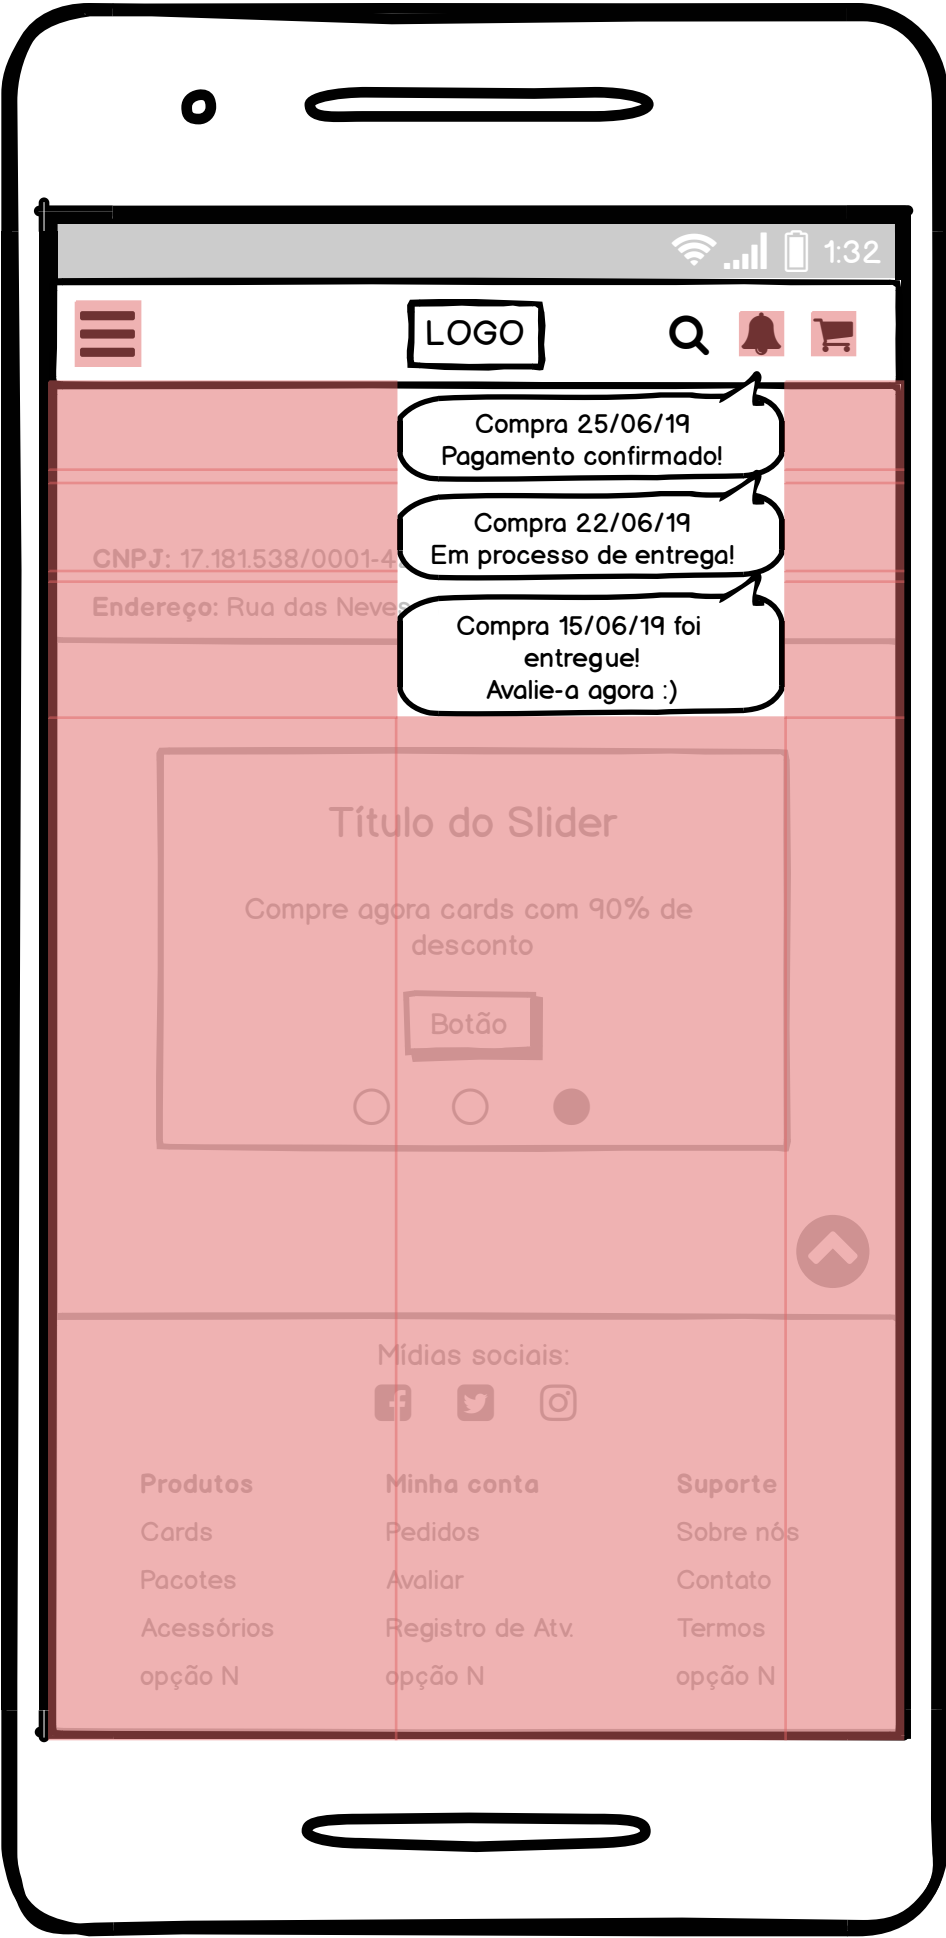 1:32
LOGO
Compra 25/06/19
Pagamento confirmado!
Compra 22/06/19
Em processo de entrega!
CNPJ: 17.181.538/0001-4
Endereço: Rua das Neves
Compra 15/06/19 foi
entregue!
Avalie-a agora :)
Título do Slider
Compre agora cards com 90% de
desconto
Botão
Mídias sociais:
Produtos Minha conta Suporte
Cards Pedidos Sobre nós
Pacotes Avaliar Contato
Acessórios Registro de Atv. Termos
opção N opção N opção N